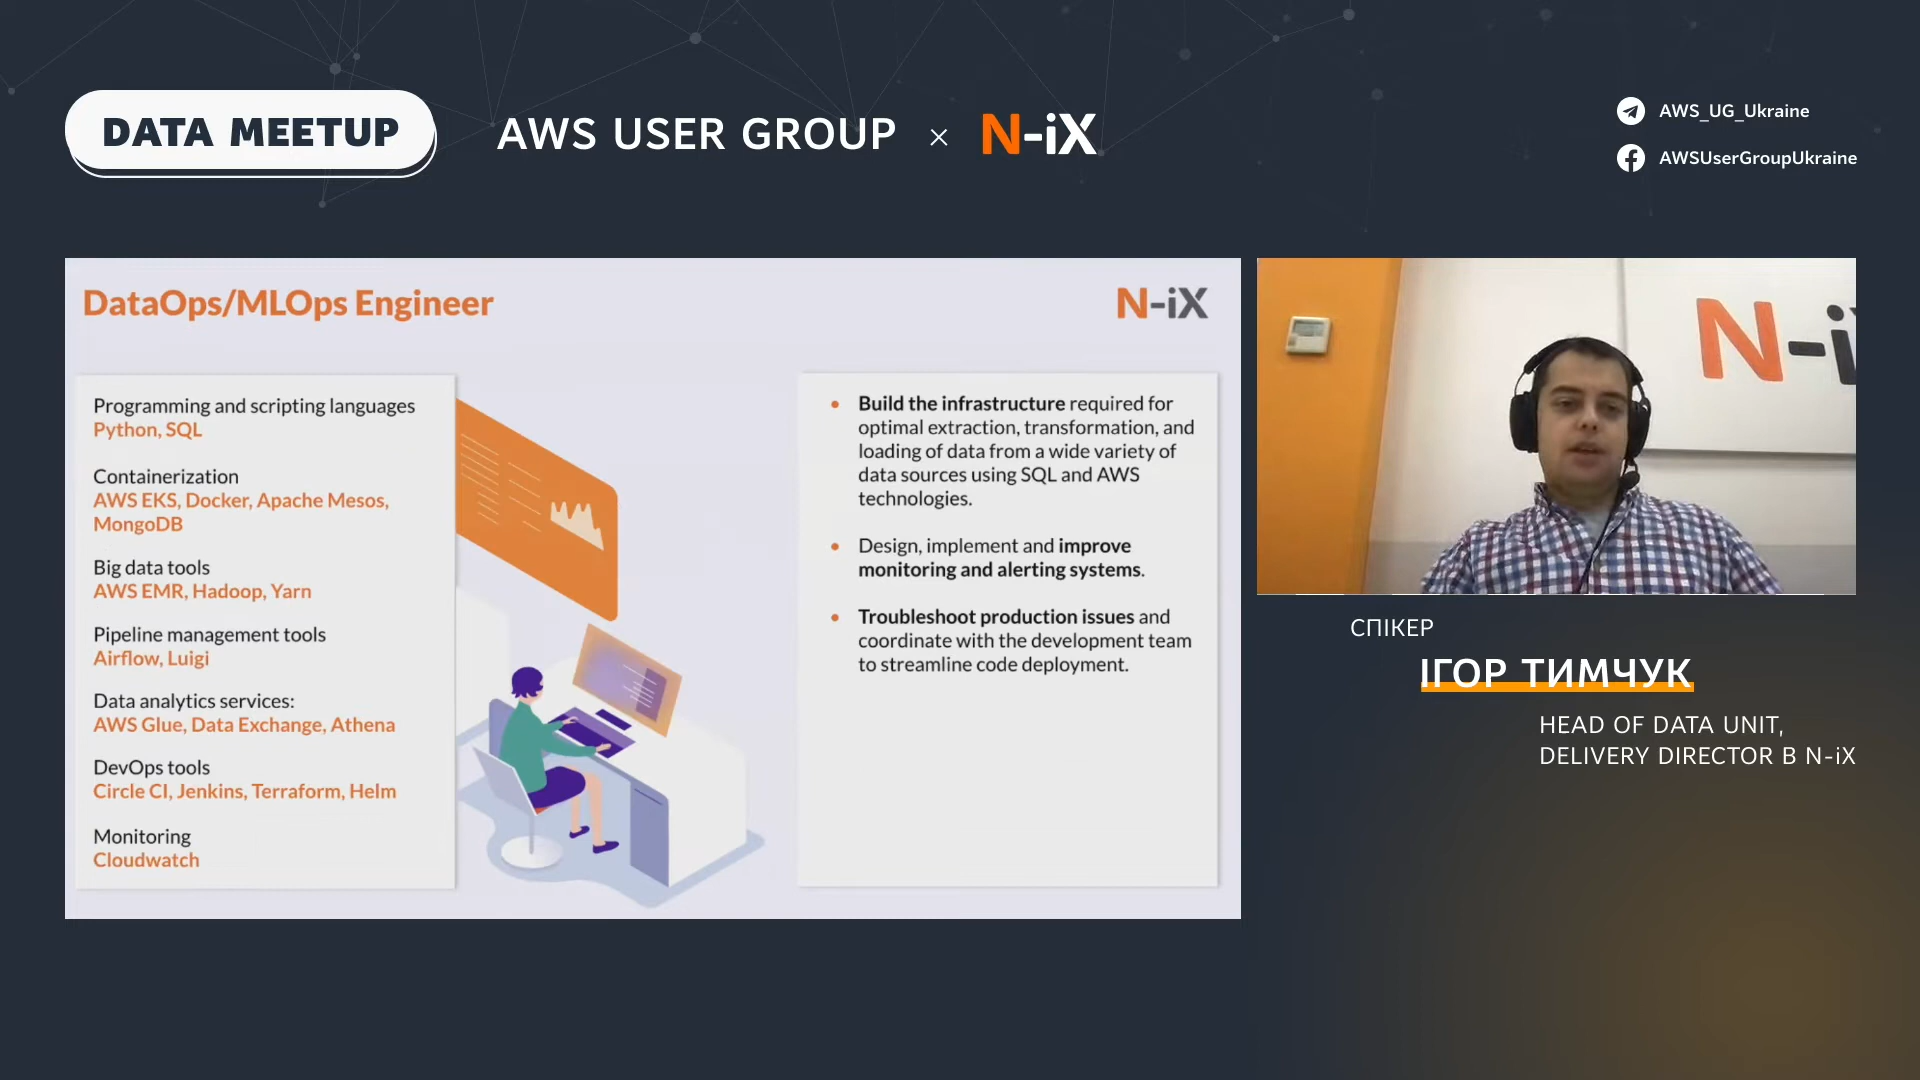 DATA MEETUP
AWS USER GROUP × N-iX
AWS_UG_Ukraine
AWSUserGroupUkraine
DataOps/MLOps Engineer
N-iX
Programming and scripting languages
Python, SQL
Containerization
AWS EKS, Docker, Apache Mesos,
MongoDB
Big data tools
AWS EMR, Hadoop, Yarn
Pipeline management tools
Airflow, Luigi
Data analytics services:
AWS Glue, Data Exchange, Athena
DevOps tools
Circle CI, Jenkins, Terraform, Helm
Monitoring
Cloudwatch
• Build the infrastructure required for
optimal extraction, transformation, and
loading of data from a wide variety of
data sources using SQL and AWS
technologies.
• Design, implement and improve
monitoring and alerting systems.
• Troubleshoot production issues and
coordinate with the development team
to streamline code deployment.
N-i
СПІКЕР
ІГОР ТИМЧУК
HEAD OF DATA UNIT,
DELIVERY DIRECTOR В N-iX